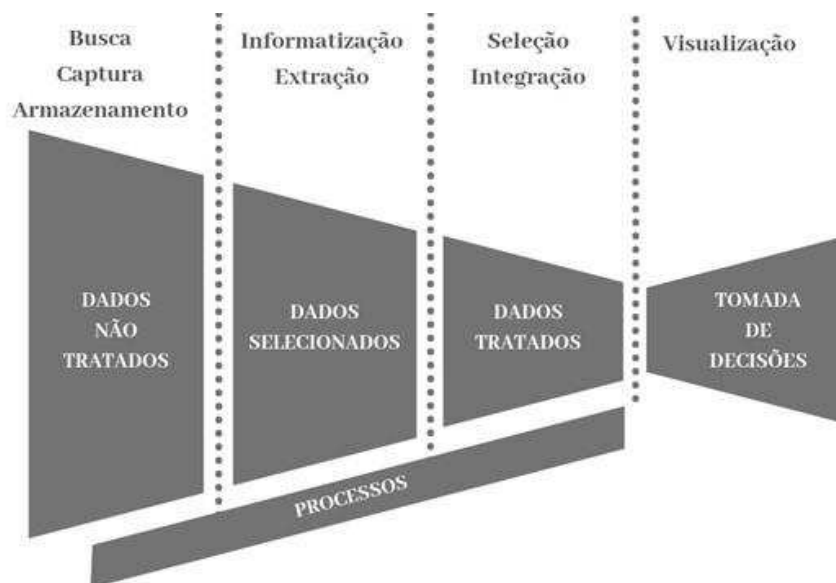 Busca
Captura
Armazenamento
Informatização
Extração
Seleção
Integração
Visualização
DADOS
NÃO
TRATADOS
DADOS
SELECIONADOS
DADOS
TRATADOS
TOMADA
DE
DECISÕES
PROCESSOS